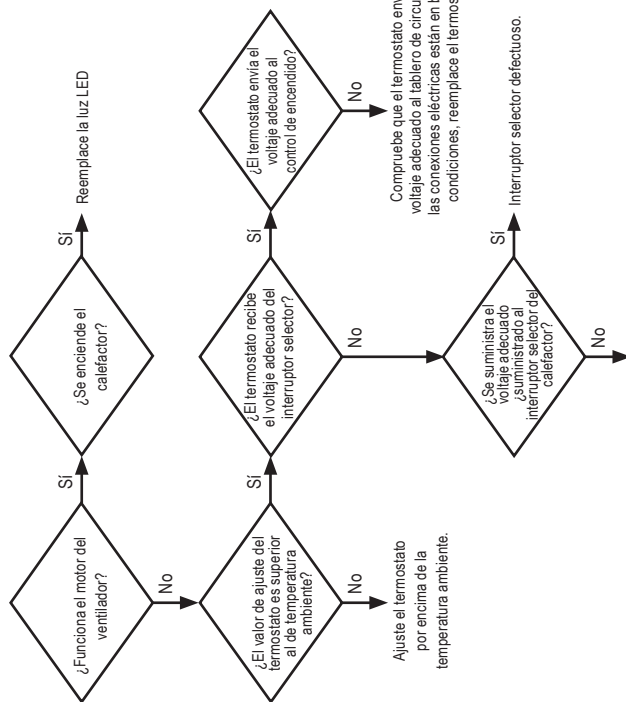 ¿Funciona el motor del
ventilador?
Sí
¿Se enciende el
calefactor?
Sí
Reemplace la luz LED
No
¿El valor de ajuste del
termostato es superior
al de temperatura
ambiente?
Sí
¿El termostato recibe
el voltaje adecuado del
interruptor selector?
Sí
¿El termostato envía el
voltaje adecuado al
control de encendido?
No
Ajuste el termostato
por encima de la
temperatura ambiente.
No
No
Compruebe que el termostato
voltaje adecuado al tablero de
las conexiones eléctricas están en
condiciones, reemplace el
¿Se suministra el
voltaje adecuado
¿suministrado al
interruptor selector del
calefactor?
Sí
Interruptor selector defectuoso.
No